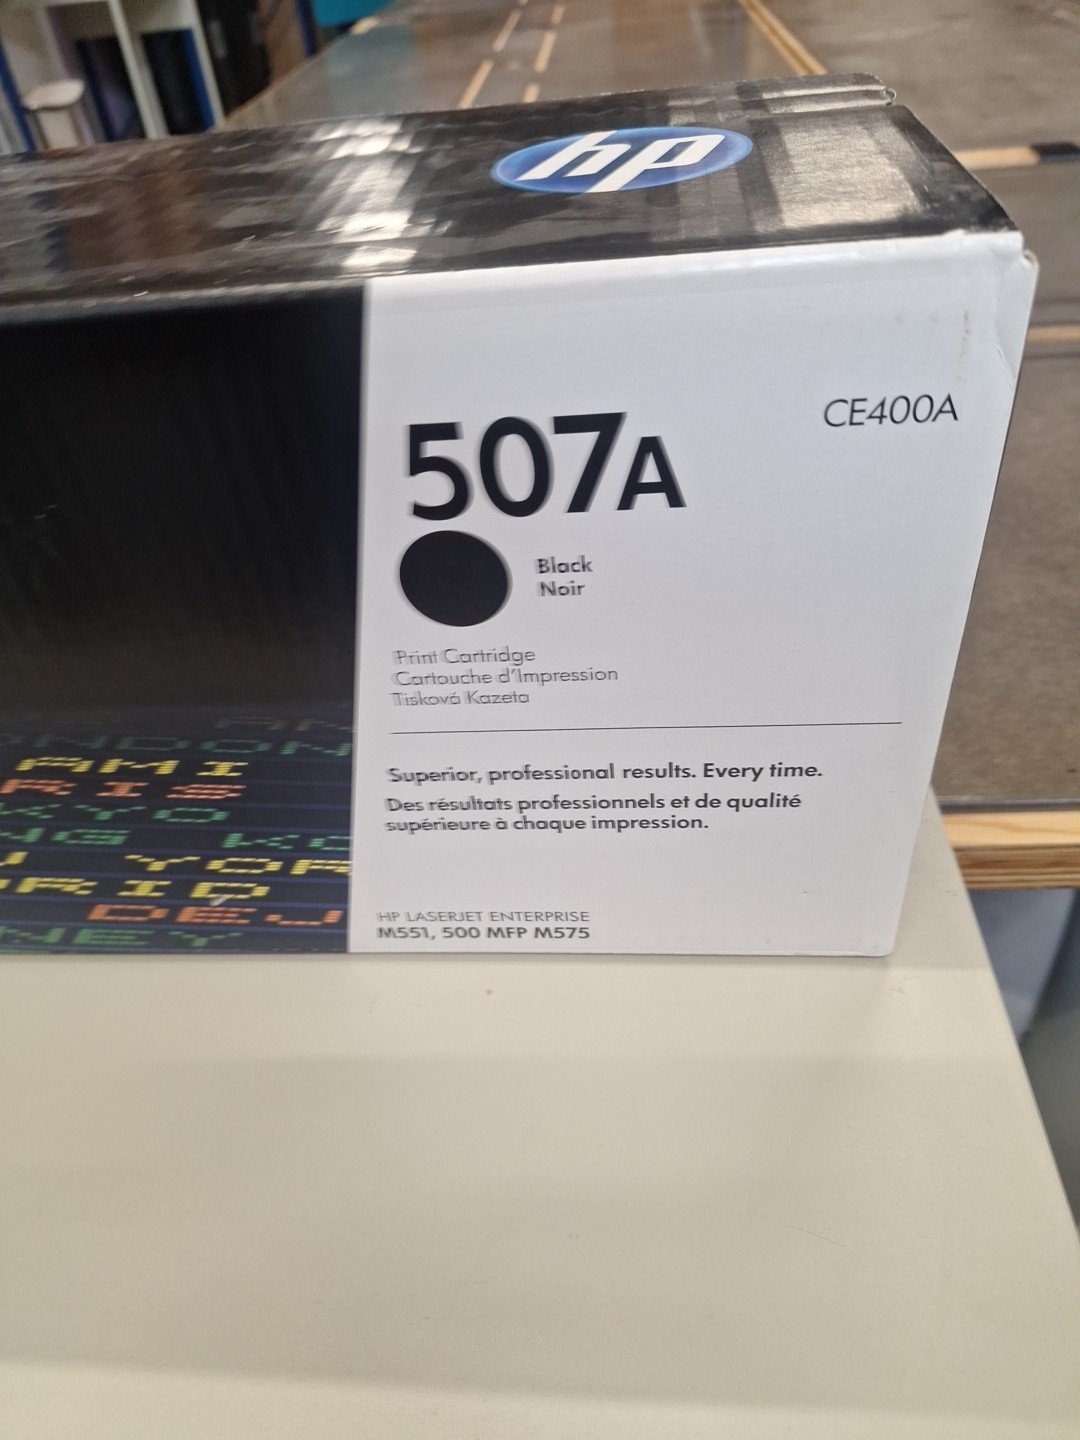 hp
CE400A
507A
Black
Noir
Print Cartridge
Cartouche d'Impression
Tisková Kazeta
Superior, professional results. Every time.
Des résultats professionnels et de qualité
supérieure à chaque impression.
HP LASERJET ENTERPRISE
M551, 500 MFP M575